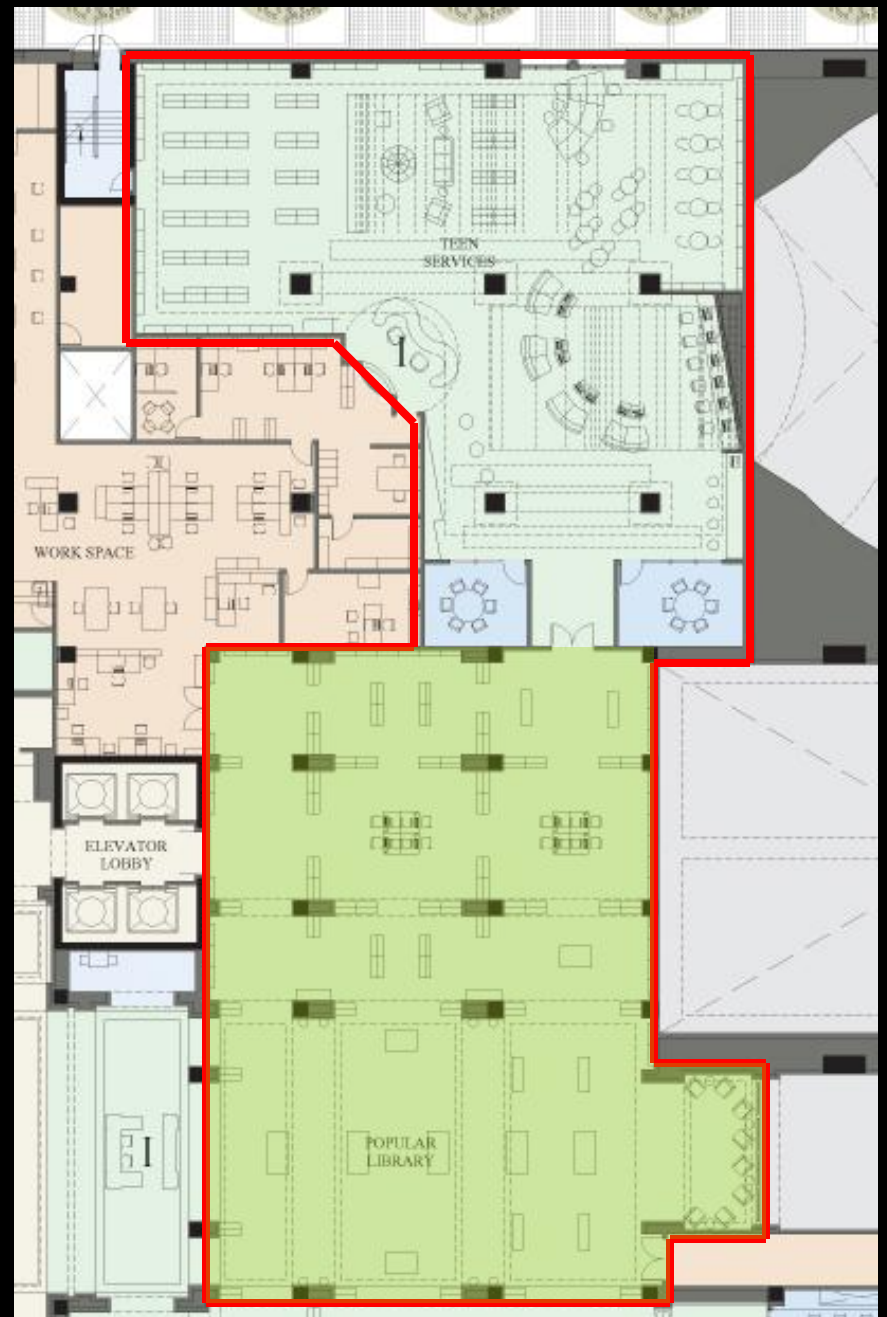 TEEN
SERVICES
I
WORK SPACE
ELEVATOR
LOBBY
I
POPULAR
LIBRARY